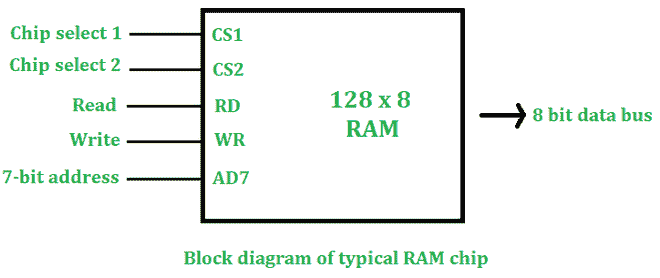 Chip select 1
CS1
Chip select 2
CS2
Read
RD
128 x 8
RAM
8 bit data bus
Write
WR
7-bit address
AD7
Block diagram of typical RAM chip